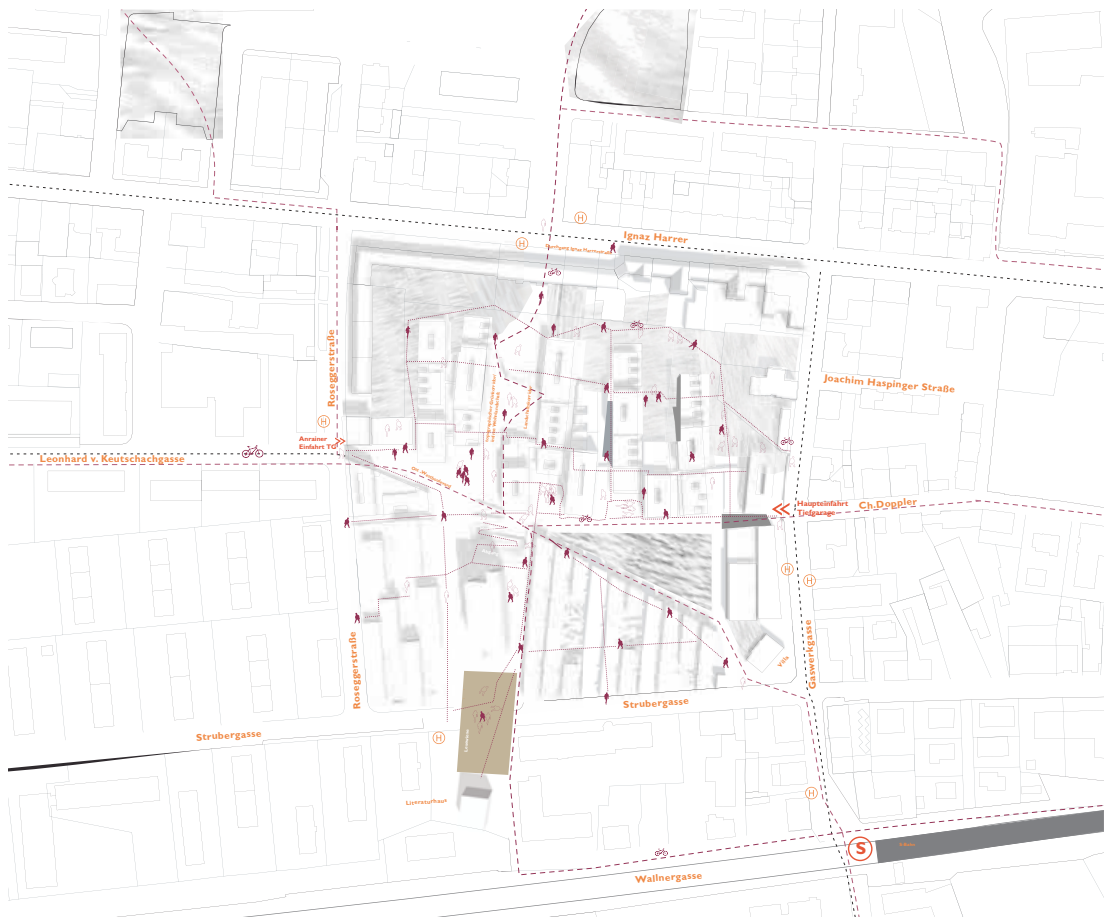 H
Ignaz Harrer
H
Roseggerstraße
Joachim Haspinger Straße
H
Anrainer
Einfahrt TG
Leonhard v. Keutschachgasse
Haupteinfahrt
Tiefgarage
Ch.Doppler
H
H
Gaswerkgasse
Roseggerstraße
Villa
Strubergasse
Strubergasse
H
Literaturhaus
H
S
Wallnergasse